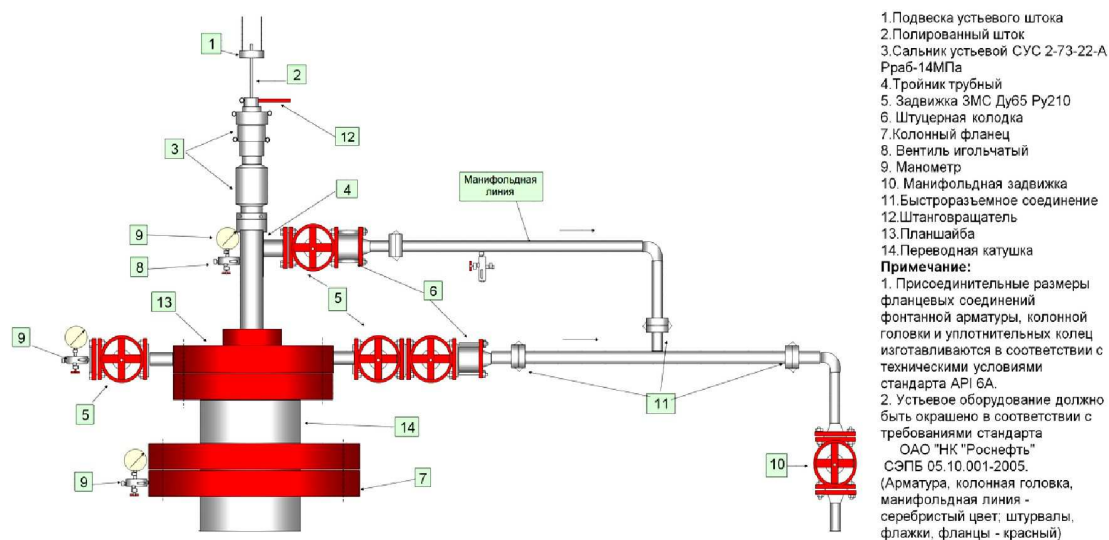 1
2
12
3
Манифольдная
линия
4
9
8
5
6
13
5
9
5
11
14
10
9
7
1.Подвеска устьевого штока
2.Полированный шток
3.Сальник устьевой СУС 2-73-22-А
Рраб-14МПа
4.Тройник трубный
5. Задвижка ЗМС Ду65 Ру210
6. Штуцерная колодка
7.Колонный фланец
8. Вентиль игольчатый
9. Манометр
10. Манифольдная задвижка
11.Быстроразъемное соединение
12.Штанговращатель
13.Планшайба
14.Переводная катушка
Примечание:
1. Присоединительные размеры
фланцевых соединений
фонтанной арматуры, колонной
головки и уплотнительных колец
изготавливаются в соответствии с
техническими условиями
стандарта API 6A.
2. Устьевое оборудование должно
быть окрашено в соответствии с
требованиями стандарта
ОАО "НК "Роснефть"
СЭПБ 05.10.001-2005.
(Арматура, колонная головка,
манифольдная линия -
серебристый цвет; штурвалы,
флажки, фланцы - красный)